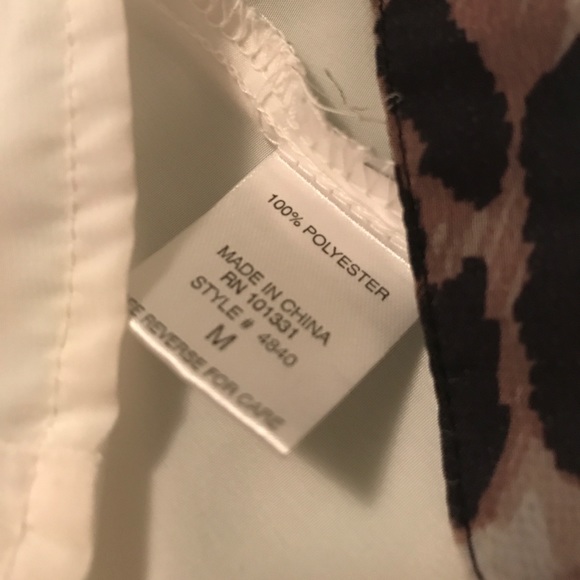 100% POLYESTER
MADE IN CHINA
RN 101331
STYLE # 4840
M
REVERSE FOR CARE